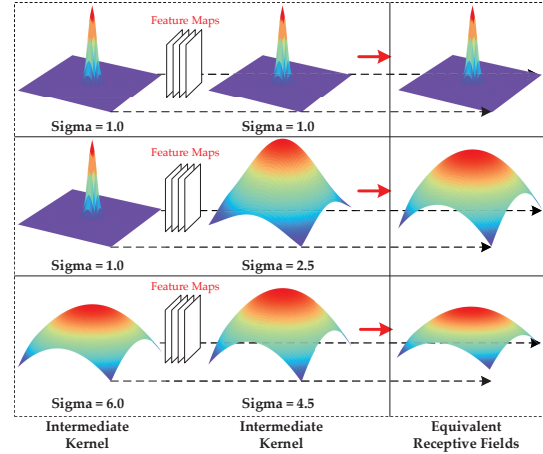 Feature Maps
Sigma = 1.0
Sigma = 1.0
Feature Maps
Sigma = 1.0
Sigma = 2.5
Feature Maps
Sigma = 6.0
Sigma = 4.5
Intermediate
Kernel
Intermediate
Kernel
Equivalent
Receptive Fields